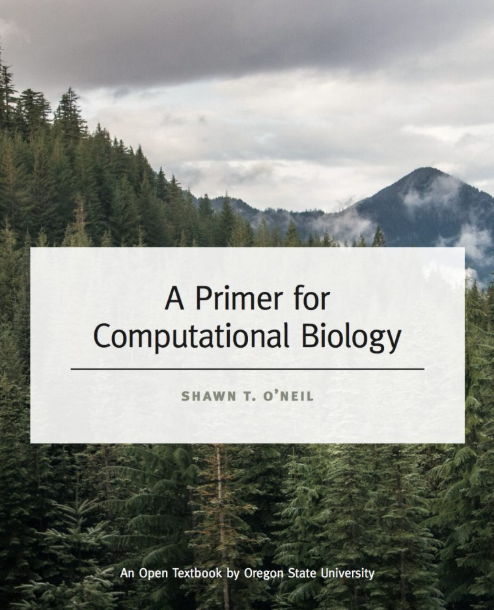 A Primer for
Computational Biology
SHAWN T. O'NEIL
An Open Textbook by Oregon State University